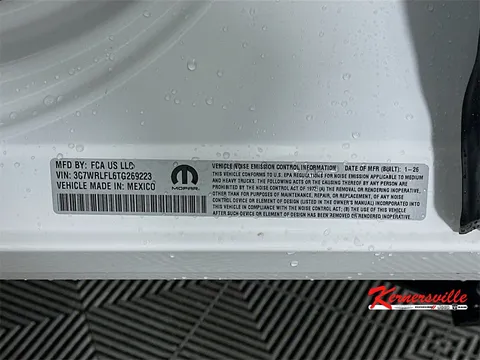 Kernersville
MFD BY: FCA US LLC
VIN: 3G7WRLFL6TG269223
VEHICLE MADE IN: MEXICO
MOPAR
VEHICLE NOISE EMISSION CONTROL INFORMATION DATE OF MFR (BUILT): 1-26
THIS VEHICLE CONFORMS TO U.S. EPA REGULATIONS FOR NOISE EMISSION APPLICABLE TO MEDIUM
AND HEAVY TRUCKS. THE FOLLOWING ACTS OR THE CAUSING THEREOF BY ANY PERSON
ARE PROHIBITED BY THE NOISE CONTROL ACT OF 1972: (A) THE REMOVAL OR RENDERING INOPERATIVE,
OTHER THAN FOR PURPOSES OF MAINTENANCE, REPAIR, OR REPLACEMENT, OF ANY NOISE
CONTROL DEVICE OR ELEMENT OF DESIGN (LISTED IN THE OWNER'S MANUAL) INCORPORATED INTO
THIS VEHICLE IN COMPLIANCE WITH THE NOISE CONTROL ACT; (B) THE USE OF THIS VEHICLE
AFTER SUCH DEVICE OR ELEMENT OF DESIGN HAS BEEN REMOVED OR RENDERED INOPERATIVE.
Kernersville